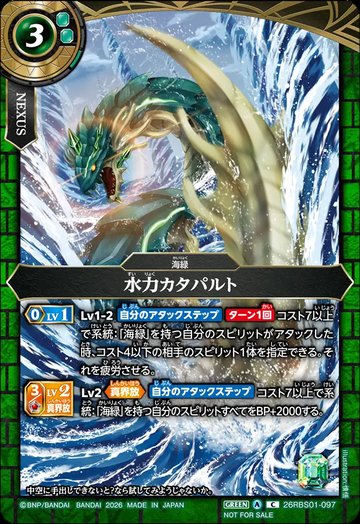 3
NEXUS
海緑
水力カタパルト
0 LV1 Lv1-2 自分のアタックステップ ターン1回 コスト7以上
で系統:「海緑」を持つ自分のスピリットがアタックし
た時、コスト4以下の相手のスピリット1体を指定できる。そ
れを疲労させる。
3 LV2 真界放 Lv2 真界放 自分のアタックステップ コスト7以上で系
統:「海緑」を持つ自分のスピリットすべてをBP+2000する。
中空に手出しできないと?なら試してみようじゃないか。
©BNP/BANDAI BANDAI 2026 MADE IN JAPAN
GREEN A C 26RBS01-097
NOT FOR SALE